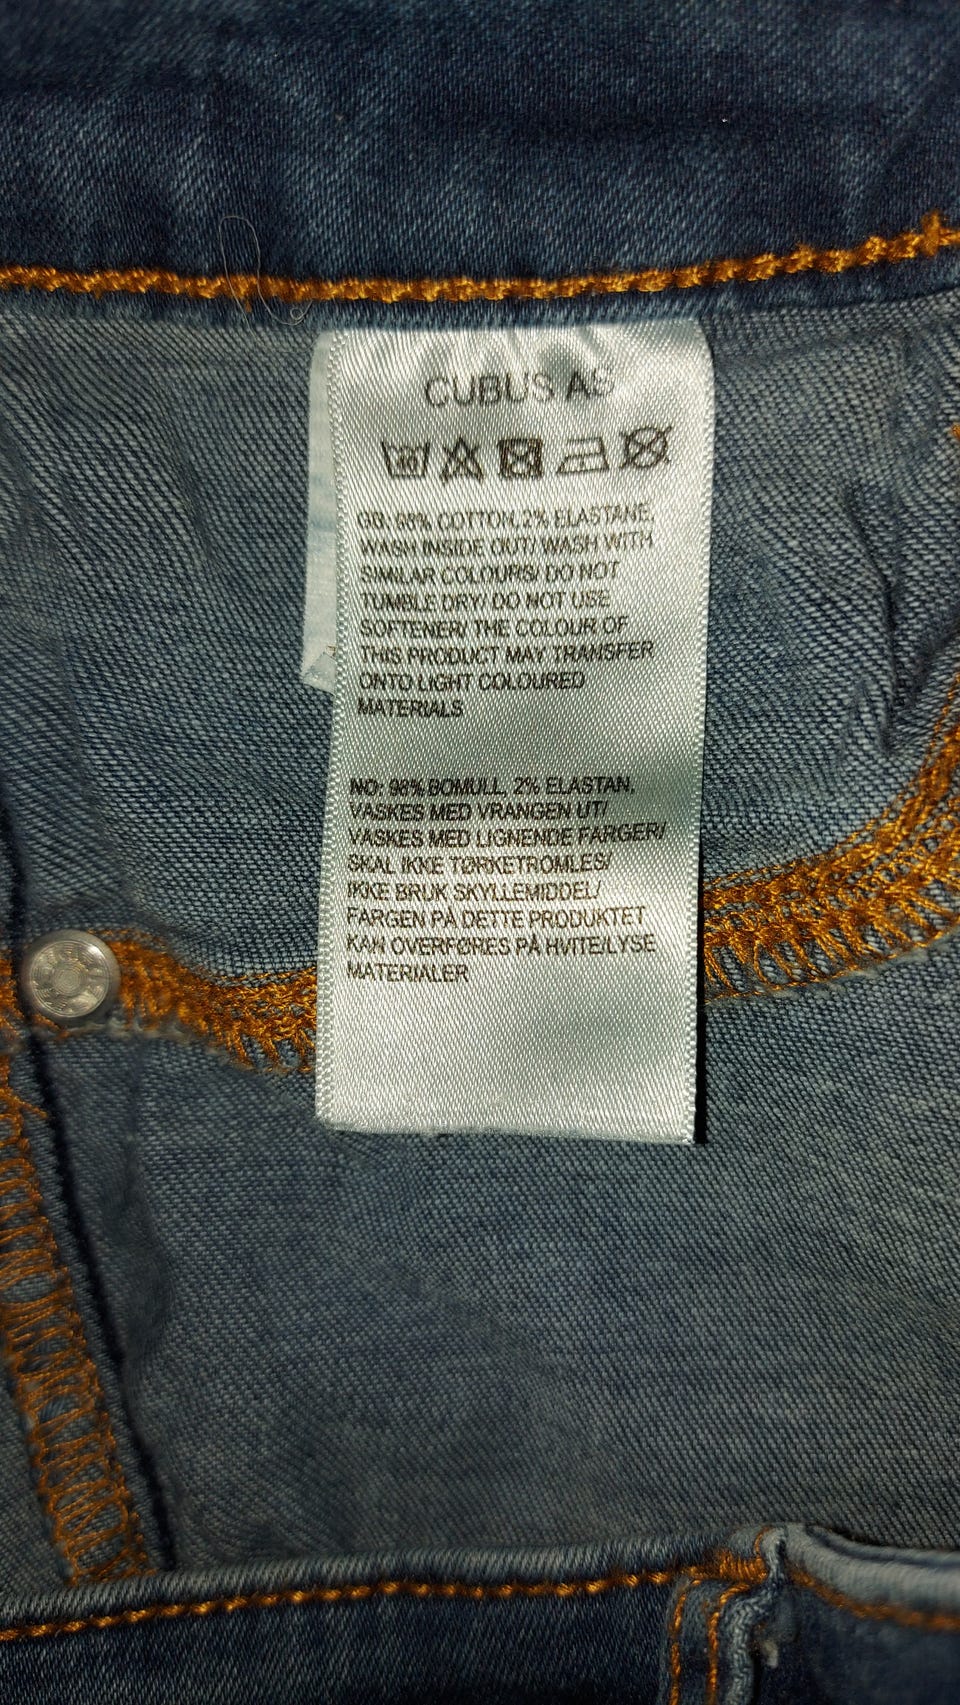 CUBUS AS
GB: 98% COTTON, 2% ELASTANE,
WASH INSIDE OUT/ WASH WITH
SIMILAR COLOURS/ DO NOT
TUMBLE DRY/ DO NOT USE
SOFTENER/ THE COLOUR OF
THIS PRODUCT MAY TRANSFER
ONTO LIGHT COLOURED
MATERIALS
NO: 98% BOMULL, 2% ELASTAN,
VASKES MED VRANGEN UT/
VASKES MED LIGNENDE FARGER/
SKAL IKKE TØRKETROMLES/
IKKE BRUK SKYLLEMIDDEL/
FARGEN PÅ DETTE PRODUKTET
KAN OVERFØRES PÅ HVITE/LYSE
MATERIALER